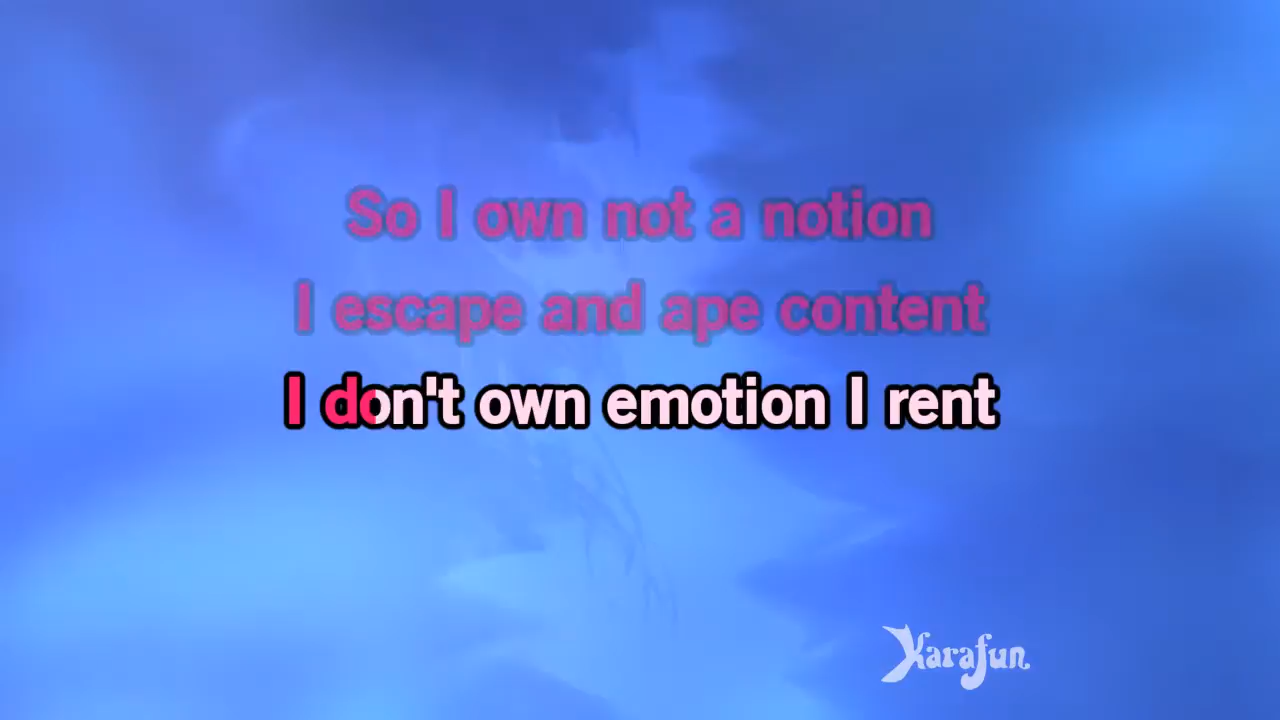 So I own not a notion
I escape and ape content
I don't own emotion I rent
Karafun